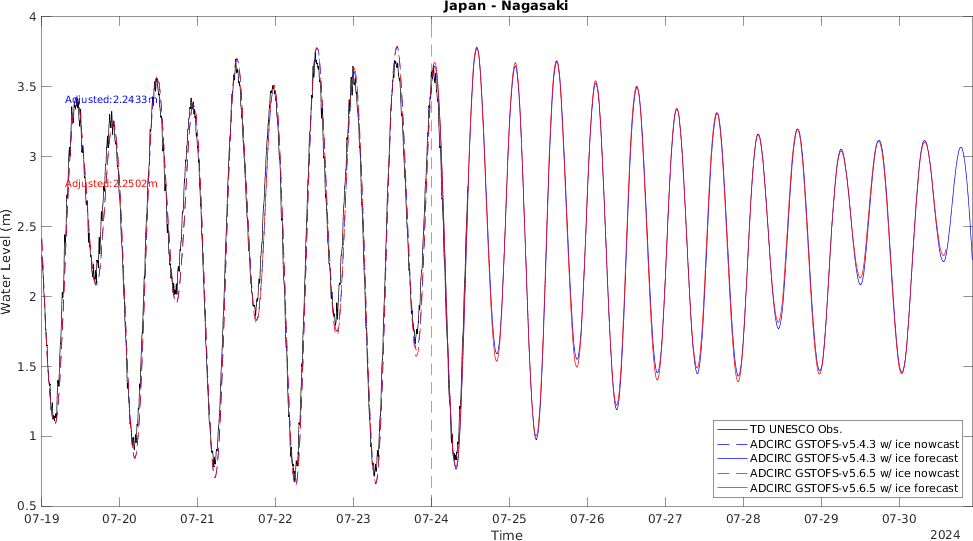 Japan - Nagasaki
4
3.5
3
2.5
2
1.5
1
0.5
Water Level (m)
Adjusted:2.2433m
Adjusted:2.2502m
TD UNESCO Obs.
ADCIRC GSTOFS-v5.4.3 w/ ice nowcast
ADCIRC GSTOFS-v5.4.3 w/ ice forecast
ADCIRC GSTOFS-v5.6.5 w/ ice nowcast
ADCIRC GSTOFS-v5.6.5 w/ ice forecast
07-19 07-20 07-21 07-22 07-23 07-24 07-25 07-26 07-27 07-28 07-29 07-30
Time
2024